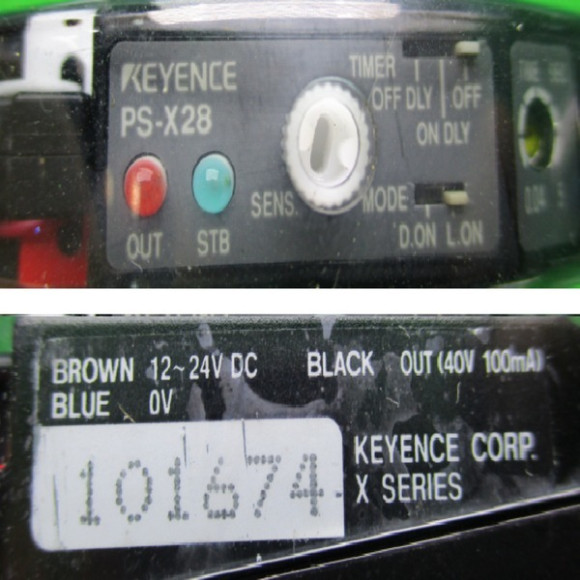 KEYENCE
PS-X28
OUT STB
SENS.
TIMER
OFF DLY OFF
ON DLY
MODE
D.ON L.ON
BROWN 12~24V DC BLACK OUT (40V 100mA)
BLUE 0V
101674
KEYENCE CORP.
X SERIES